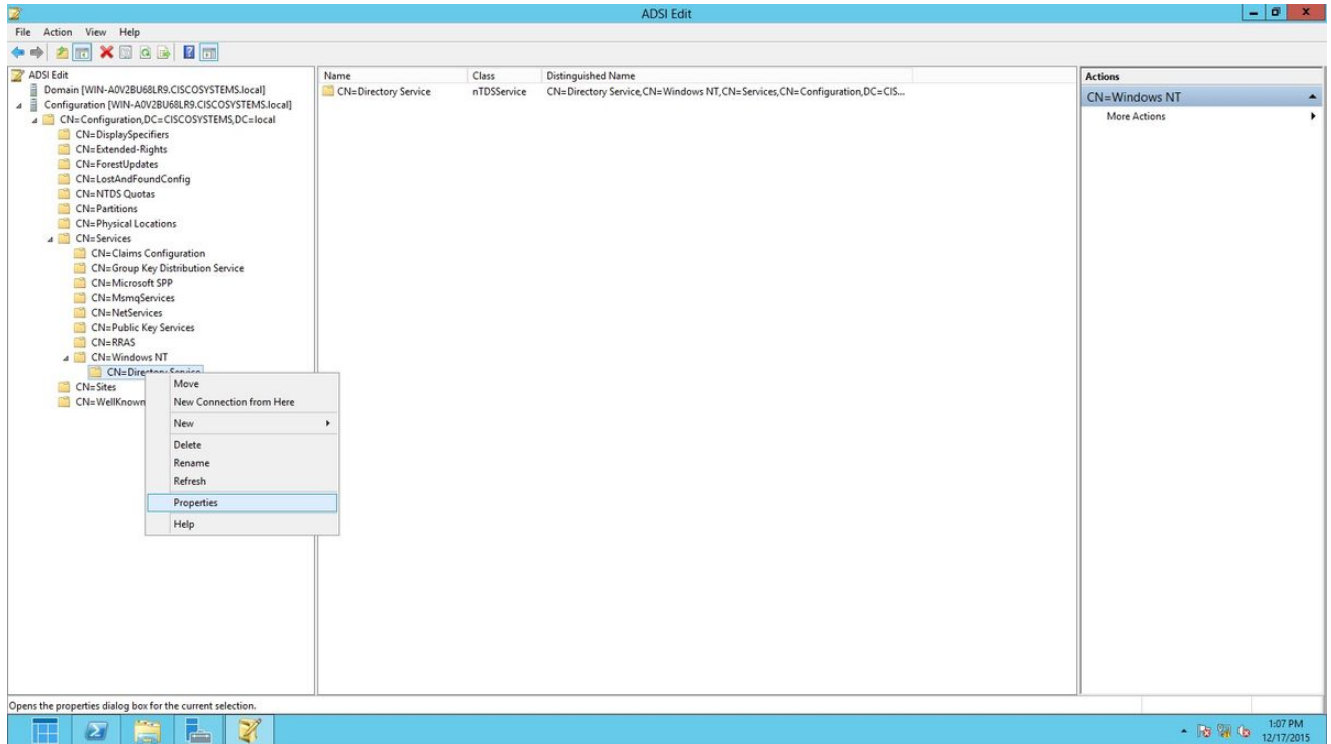 ADSI Edit
File Action View Help
ADSI Edit
Domain [WIN-A0V2BU68LR9.CISCOSYSTEMS.local]
Configuration [WIN-A0V2BU68LR9.CISCOSYSTEMS.local]
CN=Configuration,DC=CISCOSYSTEMS,DC=local
CN=DisplaySpecifiers
CN=Extended-Rights
CN=ForestUpdates
CN=LostAndFoundConfig
CN=NTDS Quotas
CN=Partitions
CN=Physical Locations
CN=Services
CN=Claims Configuration
CN=Group Key Distribution Service
CN=Microsoft SPP
CN=MsmqServices
CN=NetServices
CN=Public Key Services
CN=RRAS
CN=Windows NT
CN=Directory Service
CN=Sites
CN=WellKnown
Move
New Connection from Here
New
Delete
Rename
Refresh
Properties
Help
Name Class Distinguished Name
CN=Directory Service nTDSService CN=Directory Service,CN=Windows NT,CN=Services,CN=Configuration,DC=CIS...
Actions
CN=Windows NT
More Actions
Opens the properties dialog box for the current selection.
1:07 PM
12/17/2015